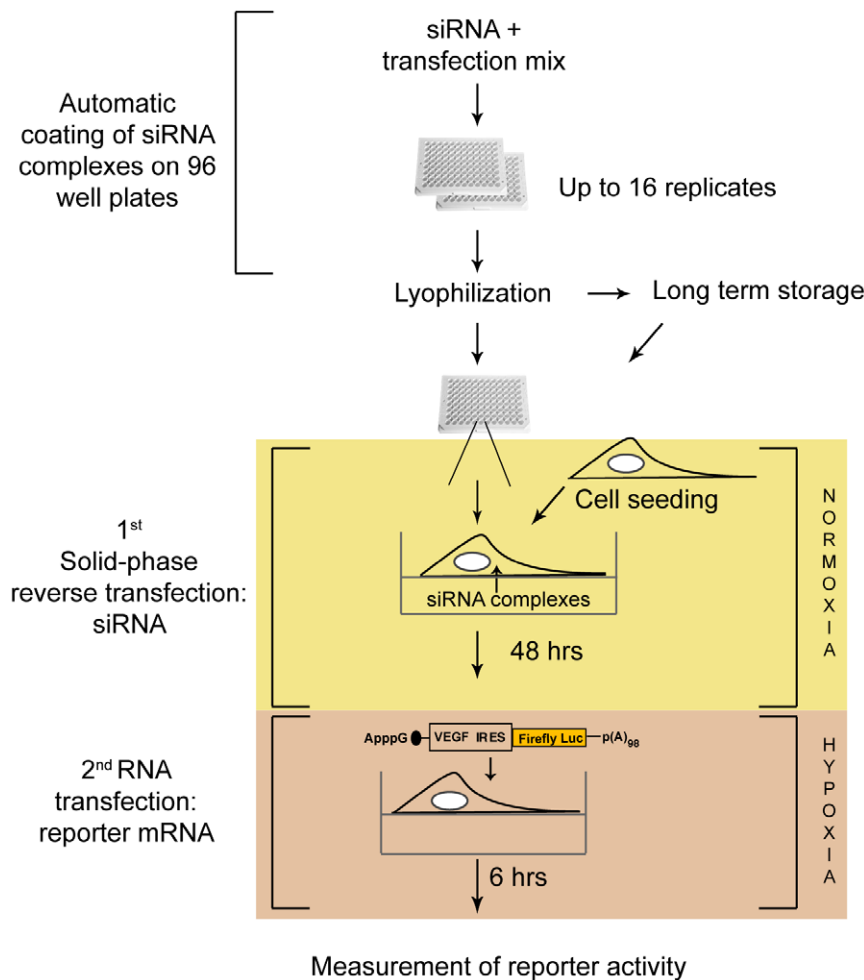 siRNA +
transfection mix
Automatic
coating of siRNA
complexes on 96
well plates
Up to 16 replicates
Lyophilization
Long term storage
Cell seeding
1st
Solid-phase
reverse transfection:
siRNA
siRNA complexes
48 hrs
NORMOXIA
ApppG VEGF IRES Firefly Luc p(A)98
2nd RNA
transfection:
reporter mRNA
6 hrs
HYPOXIA
Measurement of reporter activity